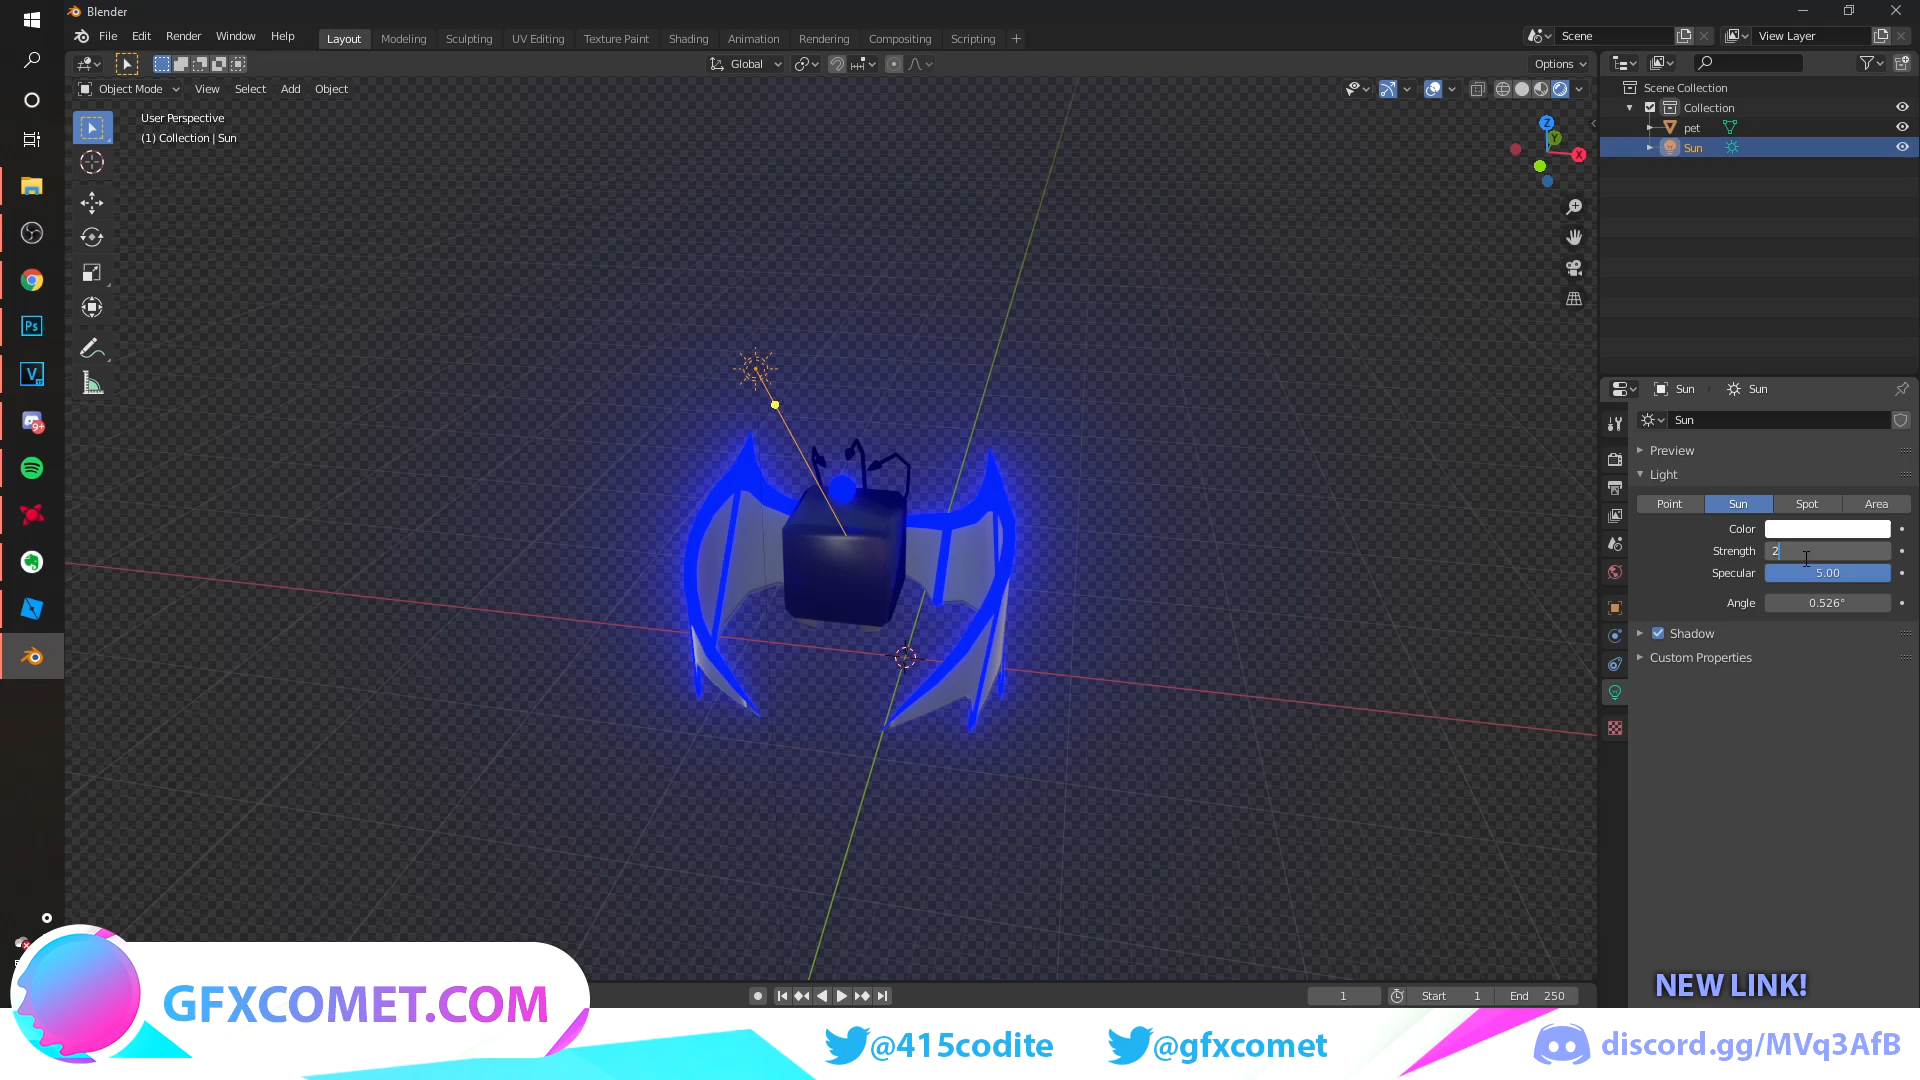 Blender
File Edit Render Window Help
Layout Modeling Sculpting UV Editing Texture Paint Shading Animation Rendering Compositing Scripting +
Scene
View Layer
Global
Options
Object Mode View Select Add Object
User Perspective
(1) Collection | Sun
Z
Y
X
Scene Collection
Collection
pet
Sun
Sun
Sun
Sun
Preview
Light
Point Sun Spot Area
Color
Strength 2
Specular 5.00
Angle 0.526°
Shadow
Custom Properties
Ps
V
9+
1
Start 1
End 250
NEW LINK!
GFXCOMET.COM
@415codite
@gfxcomet
discord.gg/MVq3AfB